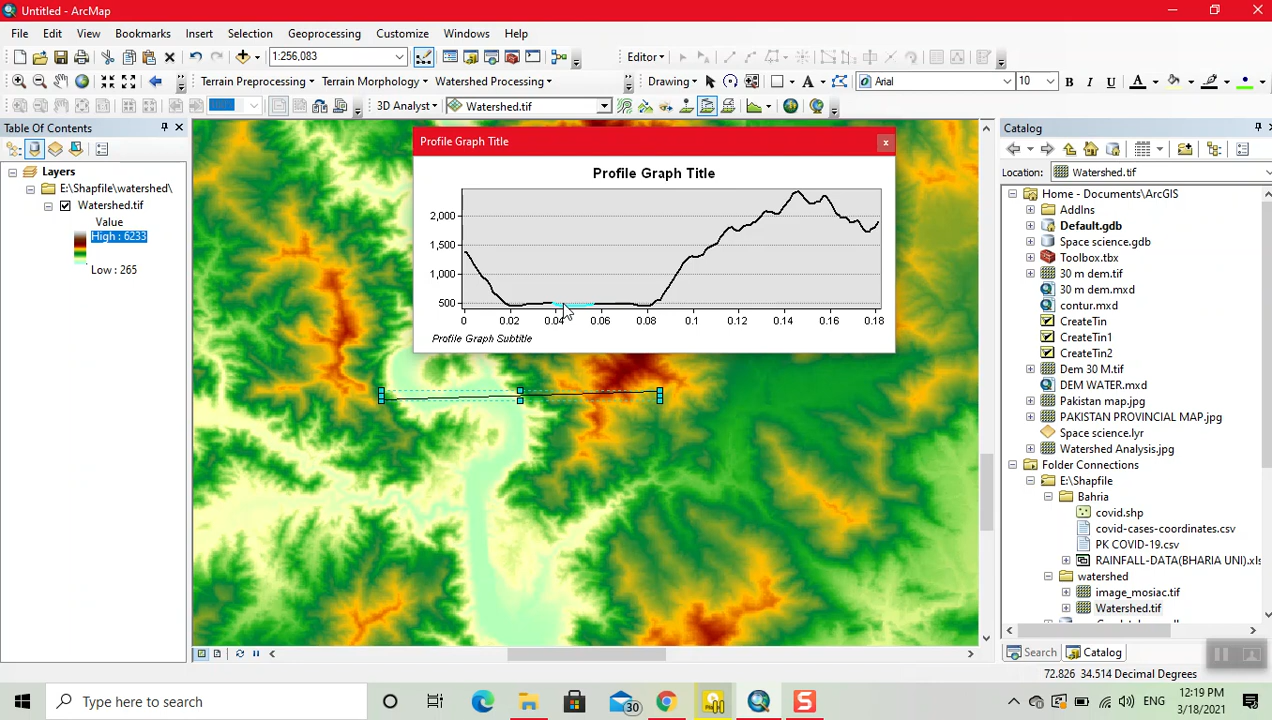 Untitled - ArcMap
File Edit View Bookmarks Insert Selection Geoprocessing Customize Windows Help
1:256,083 Editor
Terrain Preprocessing Terrain Morphology Watershed Processing Drawing Arial 10 B I U A
3D Analyst Watershed.tif
Table Of Contents
Layers
E:\Shapfile\watershed\
Watershed.tif
Value
High : 6233
Low : 265
Profile Graph Title
Profile Graph Title
2,000
1,500
1,000
500
0 0.02 0.04 0.06 0.08 0.1 0.12 0.14 0.16 0.18
Profile Graph Subtitle
Catalog
Location: Watershed.tif
Home - Documents\ArcGIS
AddIns
Default.gdb
Space science.gdb
Toolbox.tbx
30 m dem.tif
30 m dem.mxd
contur.mxd
CreateTin
CreateTin1
CreateTin2
Dem 30 M.tif
DEM WATER.mxd
Pakistan map.jpg
PAKISTAN PROVINCIAL MAP.jpg
Space science.lyr
Watershed Analysis.jpg
Folder Connections
E:\Shapfile
Bahria
covid.shp
covid-cases-coordinates.csv
PK COVID-19.csv
RAINFALL-DATA(BHARIA UNI).xls
watershed
image_mosiac.tif
Watershed.tif
Search Catalog
72.826 34.514 Decimal Degrees
Type here to search
30
ENG
12:19 PM
3/18/2021